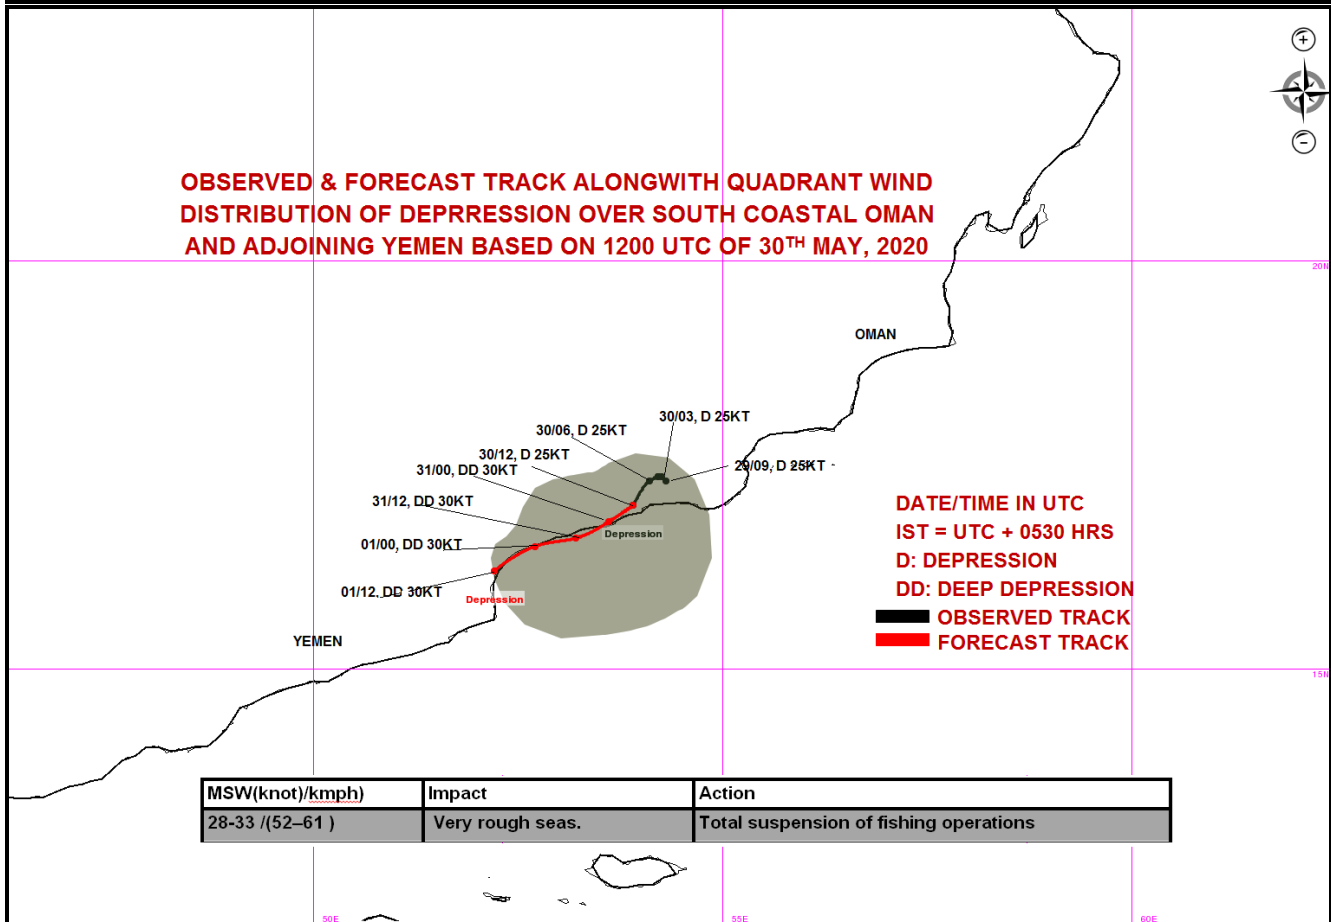 OBSERVED & FORECAST TRACK ALONGWITH QUADRANT WIND
DISTRIBUTION OF DEPRRESSION OVER SOUTH COASTAL OMAN
AND ADJOINING YEMEN BASED ON 1200 UTC OF 30TH MAY, 2020
20N
OMAN
30/03, D 25KT
30/06, D 25KT
30/12, D 25KT
29/09, D 25KT
31/00, DD 30KT
31/12, DD 30KT
Depression
01/00, DD 30KT
01/12, DD 30KT
Depression
DATE/TIME IN UTC
IST = UTC + 0530 HRS
D: DEPRESSION
DD: DEEP DEPRESSION
OBSERVED TRACK
FORECAST TRACK
YEMEN
15N
MSW(knot)/kmph) Impact Action
28-33 /(52–61 ) Very rough seas. Total suspension of fishing operations
50E 55E 60E